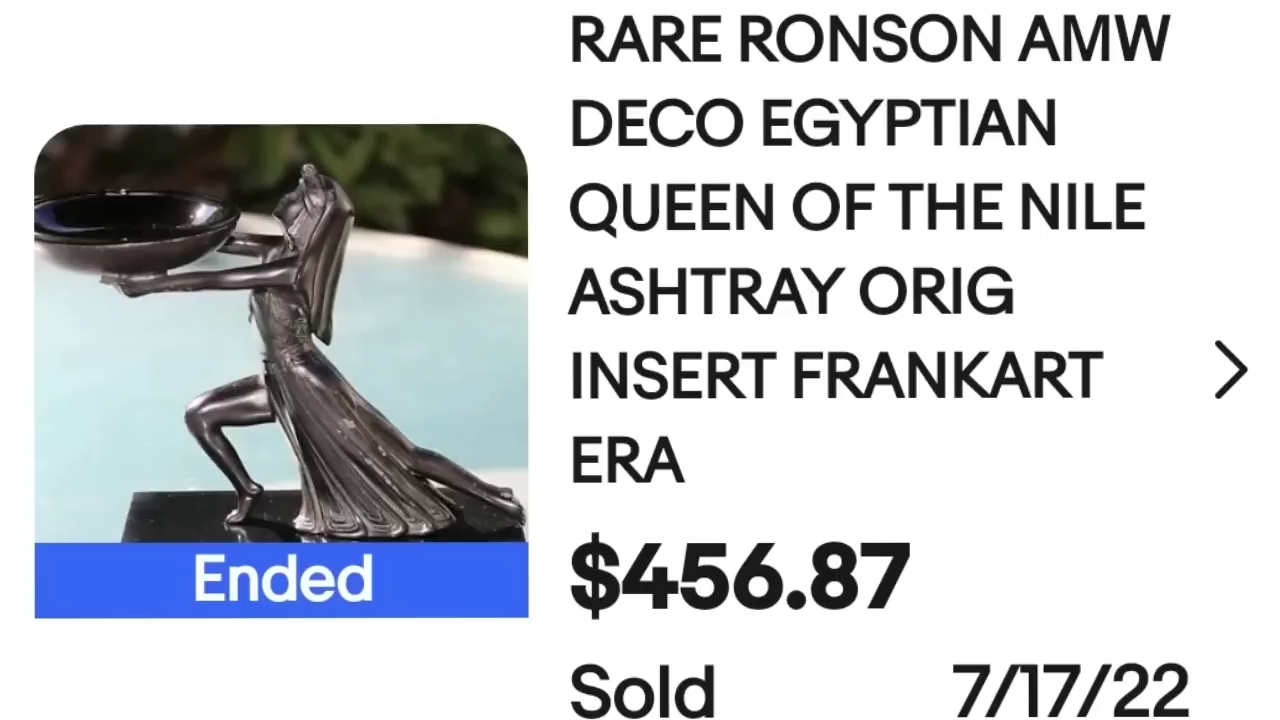 RARE RONSON AMW
DECO EGYPTIAN
QUEEN OF THE NILE
ASHTRAY ORIG
INSERT FRANKART
ERA
$456.87
Ended
Sold 7/17/22